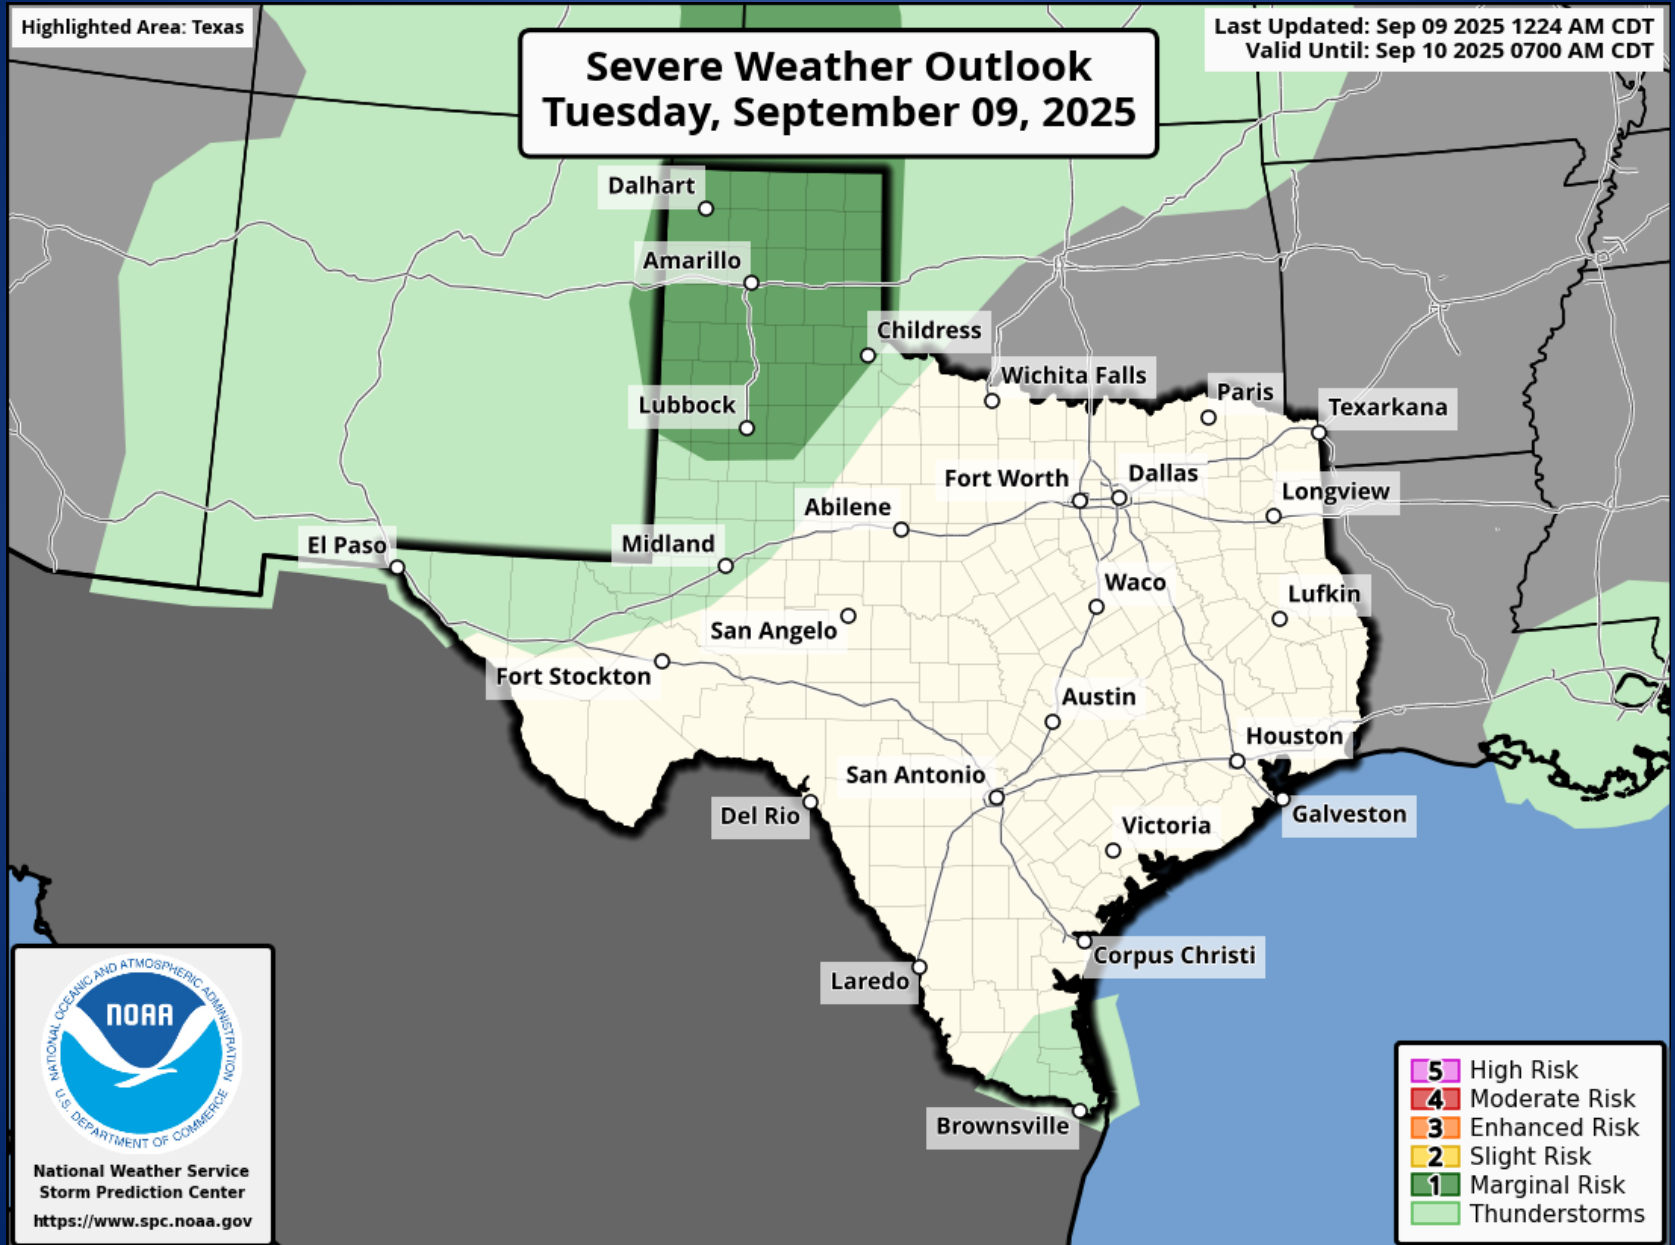 Highlighted Area: Texas
Last Updated: Sep 09 2025 1224 AM CDT
Valid Until: Sep 10 2025 0700 AM CDT
Severe Weather Outlook
Tuesday, September 09, 2025
Dalhart
Amarillo
Childress
Wichita Falls
Paris
Texarkana
Lubbock
Fort Worth
Dallas
Longview
Abilene
El Paso
Midland
Waco
Lufkin
San Angelo
Fort Stockton
Austin
Houston
San Antonio
Del Rio
Galveston
Victoria
Corpus Christi
Laredo
Brownsville
NATIONAL OCEANIC AND ATMOSPHERIC ADMINISTRATION
NOAA
U.S. DEPARTMENT OF COMMERCE
National Weather Service
Storm Prediction Center
https://www.spc.noaa.gov
5 High Risk
4 Moderate Risk
3 Enhanced Risk
2 Slight Risk
1 Marginal Risk
Thunderstorms